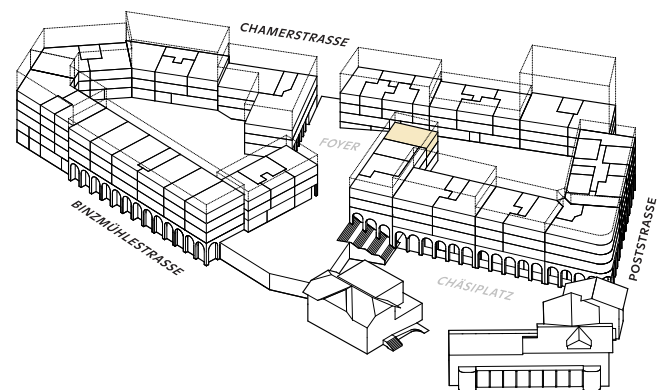 CHAMERSTRASSE
FOYER
BINZMÜHLESTRASSE
POSTSTRASSE
CHÄSIPLATZ